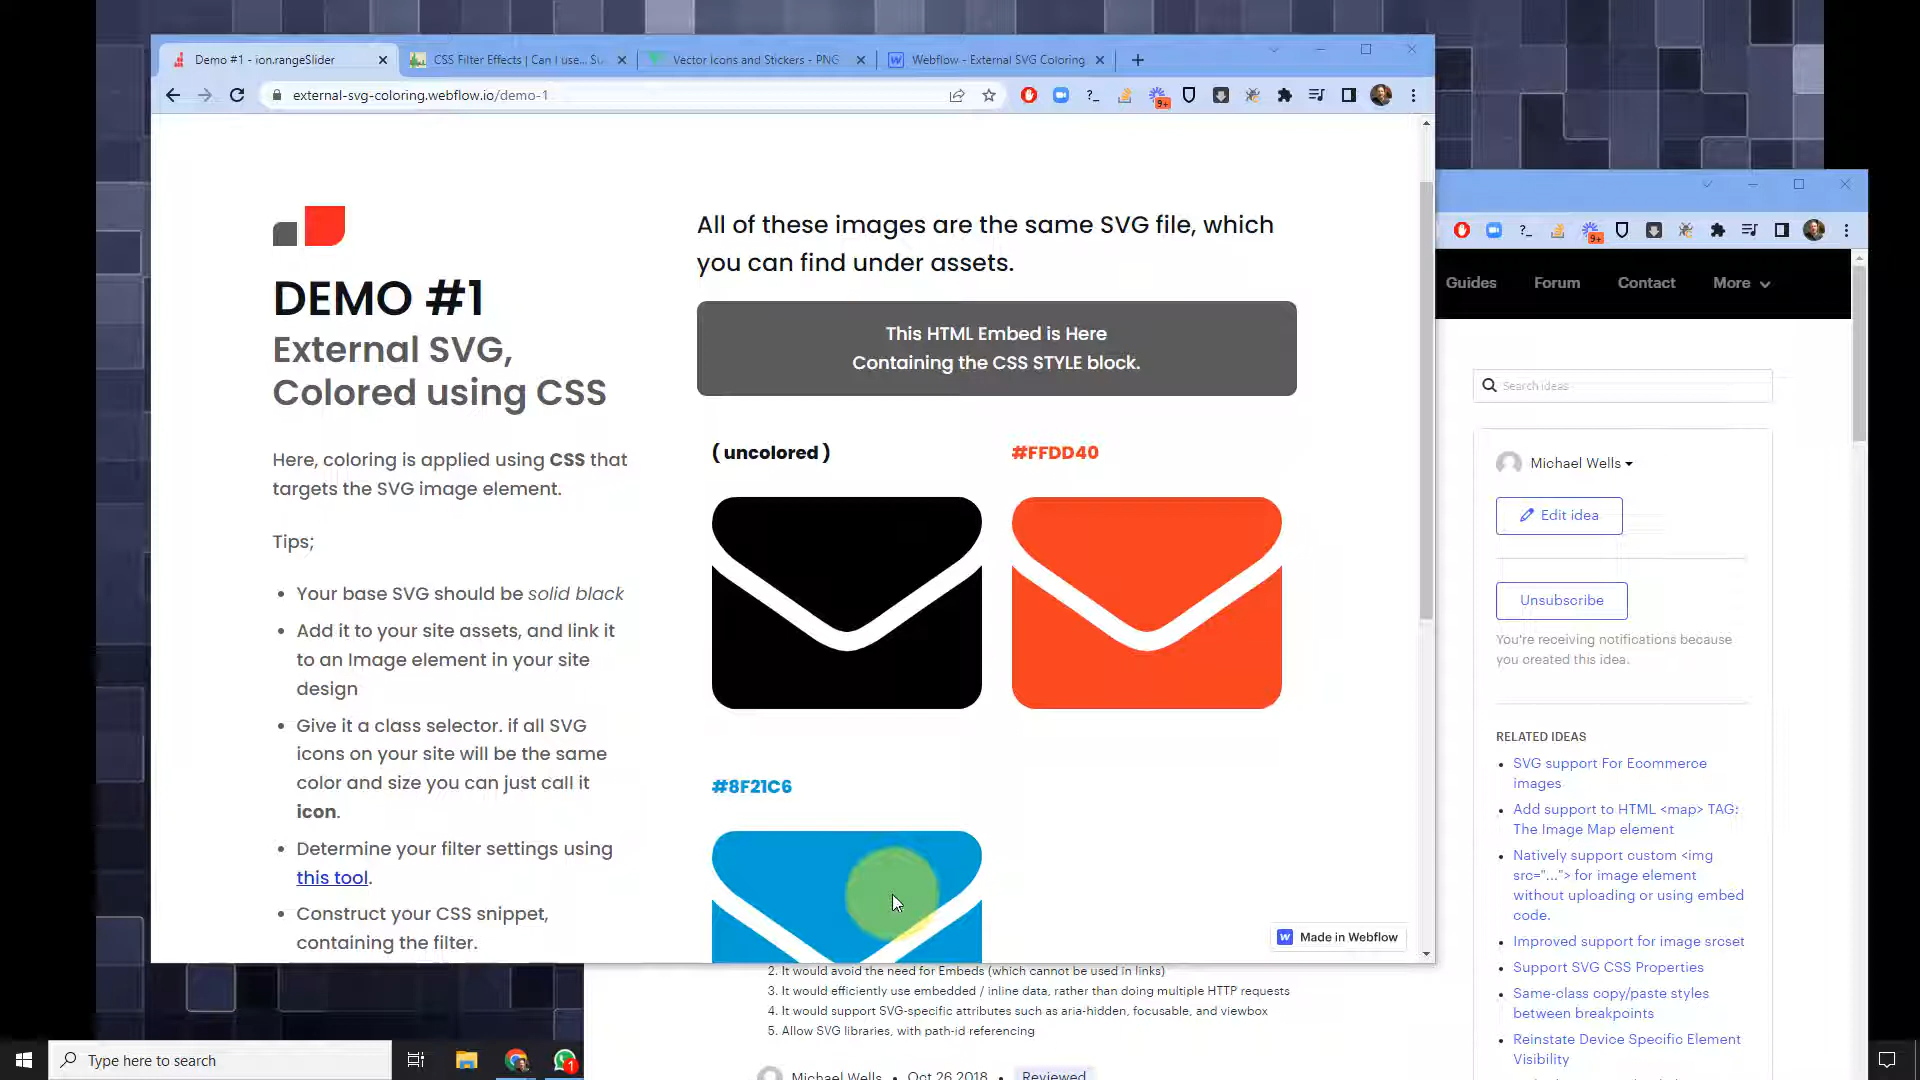 Demo #1 - ion.rangeSlider
CSS Filter Effects | Can I use... Su
Vector Icons and Stickers - PNG
Webflow - External SVG Coloring
external-svg-coloring.webflow.io/demo-1
DEMO #1
External SVG,
Colored using CSS
Here, coloring is applied using CSS that
targets the SVG image element.
Tips;
Your base SVG should be solid black
Add it to your site assets, and link it
to an Image element in your site
design
Give it a class selector. if all SVG
icons on your site will be the same
color and size you can just call it
icon.
Determine your filter settings using
this tool.
Construct your CSS snippet,
containing the filter.
All of these images are the same SVG file, which
you can find under assets.
This HTML Embed is Here
Containing the CSS STYLE block.
( uncolored )
#FFDD40
#8F21C6
Made in Webflow
9+
9+
Guides
Forum
Contact
More
Search ideas
Michael Wells
Edit idea
Unsubscribe
You're receiving notifications because
you created this idea.
RELATED IDEAS
SVG support For Ecommerce
images
Add support to HTML <map> TAG:
The Image Map element
Natively support custom <img
src="..."> for image element
without uploading or using embed
code.
Improved support for image srcset
Support SVG CSS Properties
Same-class copy/paste styles
between breakpoints
Reinstate Device Specific Element
Visibility
2. It would avoid the need for Embeds (which cannot be used in links)
3. It would efficiently use embedded / inline data, rather than doing multiple HTTP requests
4. It would support SVG-specific attributes such as aria-hidden, focusable, and viewbox
5. Allow SVG libraries, with path-id referencing
Michael Wells • Oct 26 2018 • Reviewed
Type here to search
1